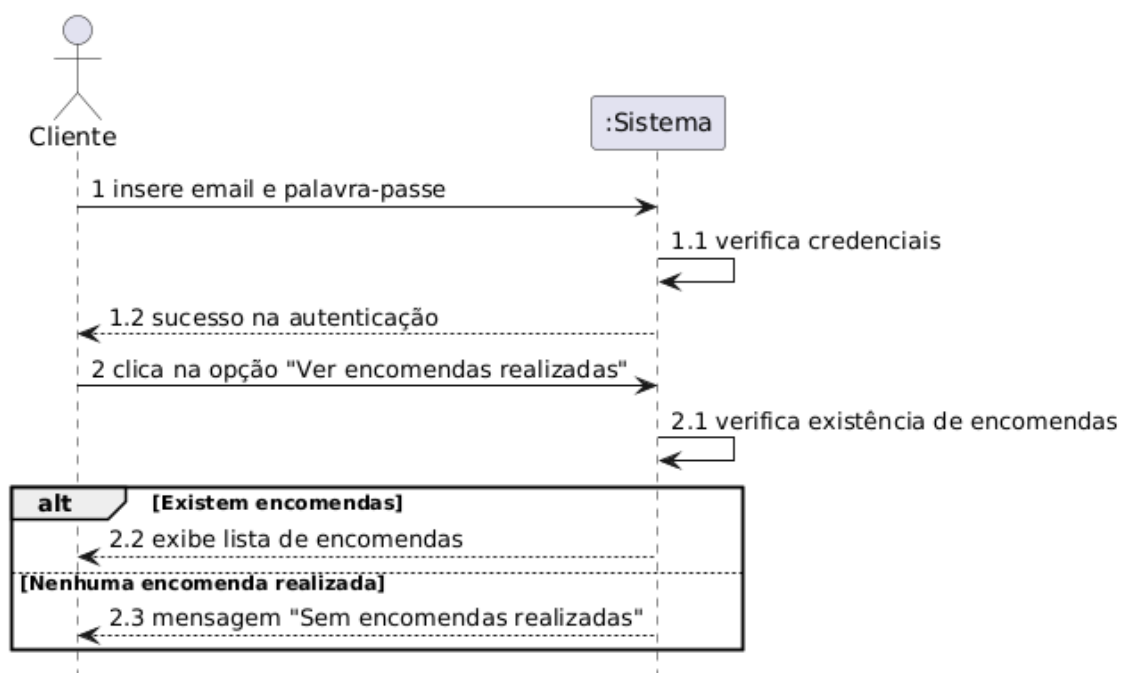 Cliente
:Sistema
1 insere email e palavra-passe
1.1 verifica credenciais
1.2 sucesso na autenticação
2 clica na opção "Ver encomendas realizadas"
2.1 verifica existência de encomendas
alt [Existem encomendas]
2.2 exibe lista de encomendas
[Nenhuma encomenda realizada]
2.3 mensagem "Sem encomendas realizadas"